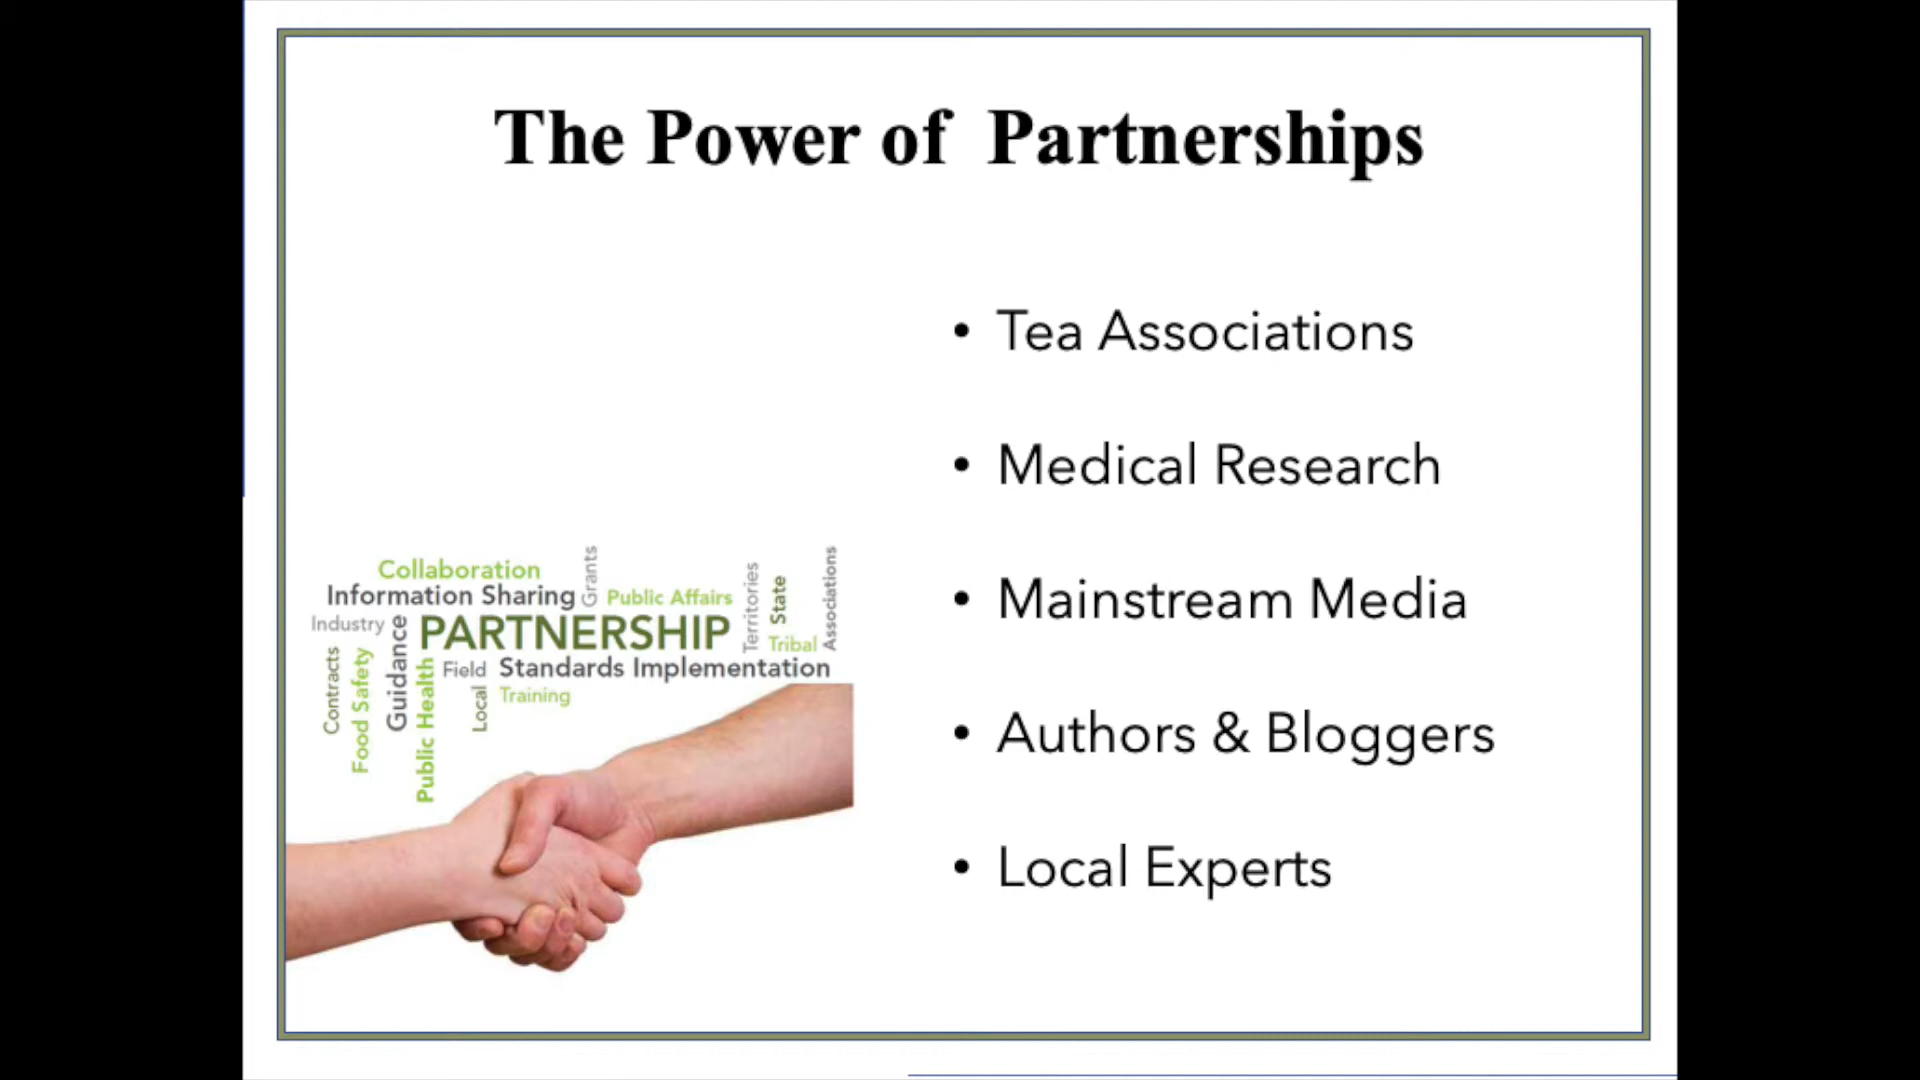 The Power of Partnerships
• Tea Associations
• Medical Research
• Mainstream Media
• Authors & Bloggers
• Local Experts
Collaboration
Grants
Information Sharing
Public Affairs
Territories
State
Associations
Industry
Guidance
PARTNERSHIP
Tribal
Contracts
Food Safety
Public Health
Field
Standards Implementation
Local
Training